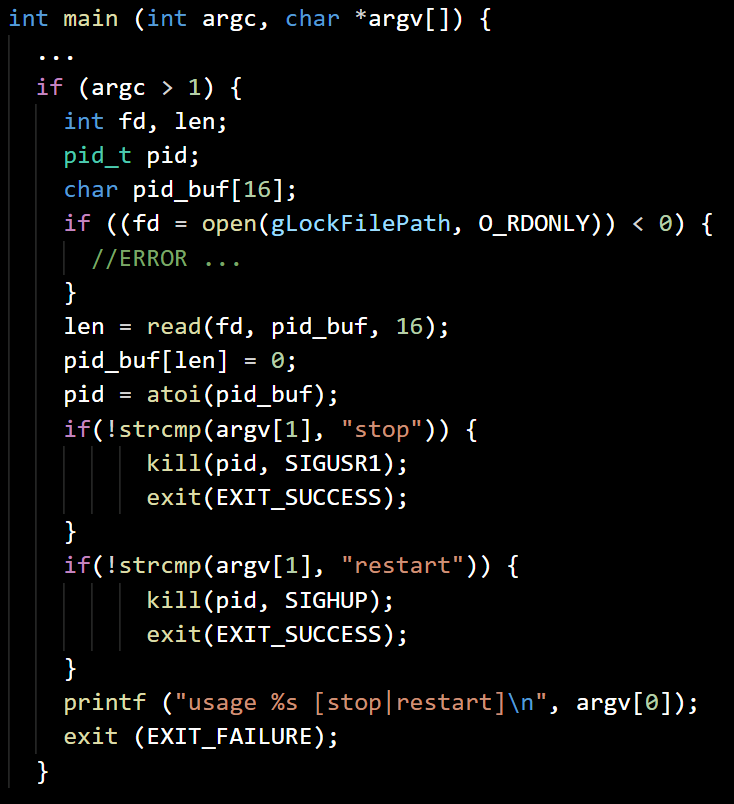 int main (int argc, char *argv[]) {
  ...
  if (argc > 1) {
    int fd, len;
    pid_t pid;
    char pid_buf[16];
    if ((fd = open(gLockFilePath, O_RDONLY)) < 0) {
      //ERROR ...
    }
    len = read(fd, pid_buf, 16);
    pid_buf[len] = 0;
    pid = atoi(pid_buf);
    if(!strcmp(argv[1], "stop")) {
          kill(pid, SIGUSR1);
          exit(EXIT_SUCCESS);
    }
    if(!strcmp(argv[1], "restart")) {
          kill(pid, SIGHUP);
          exit(EXIT_SUCCESS);
    }
    printf ("usage %s [stop|restart]\n", argv[0]);
    exit (EXIT_FAILURE);
  }